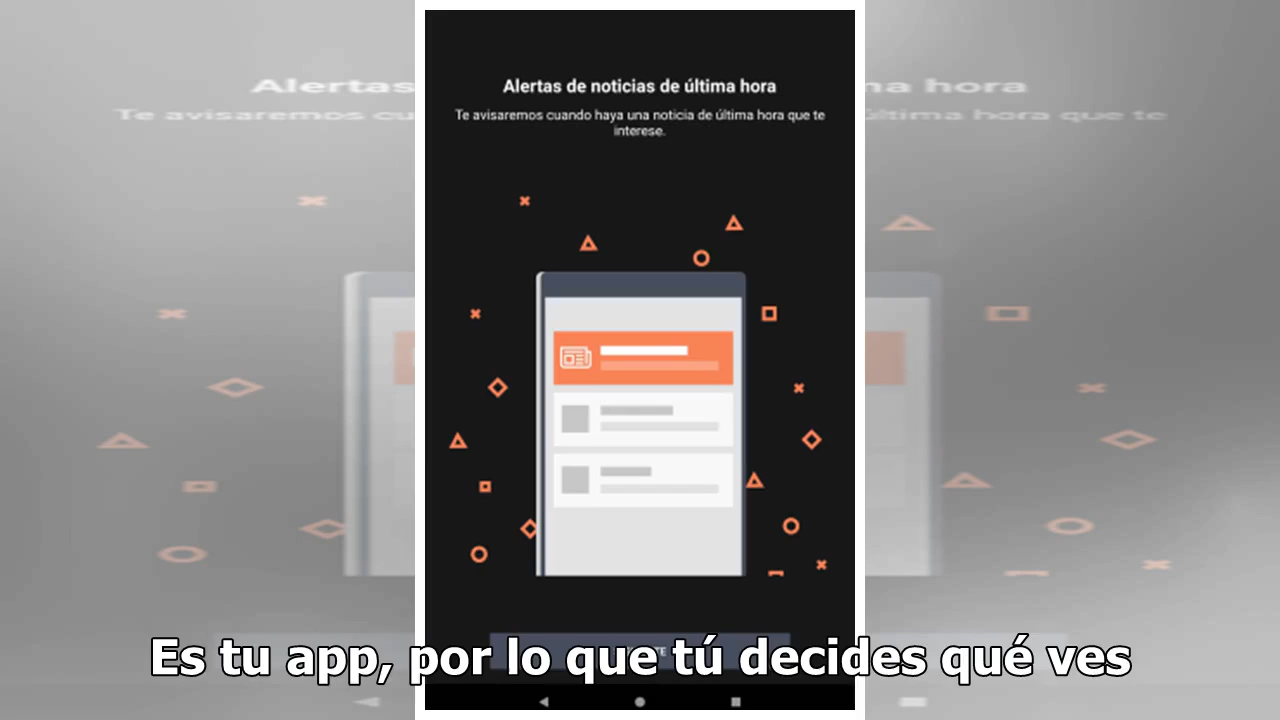 Alertas de noticias de última hora
Te avisaremos cuando haya una noticia de última hora que te
interese.
Es tu app, por lo que tú decides qué ves